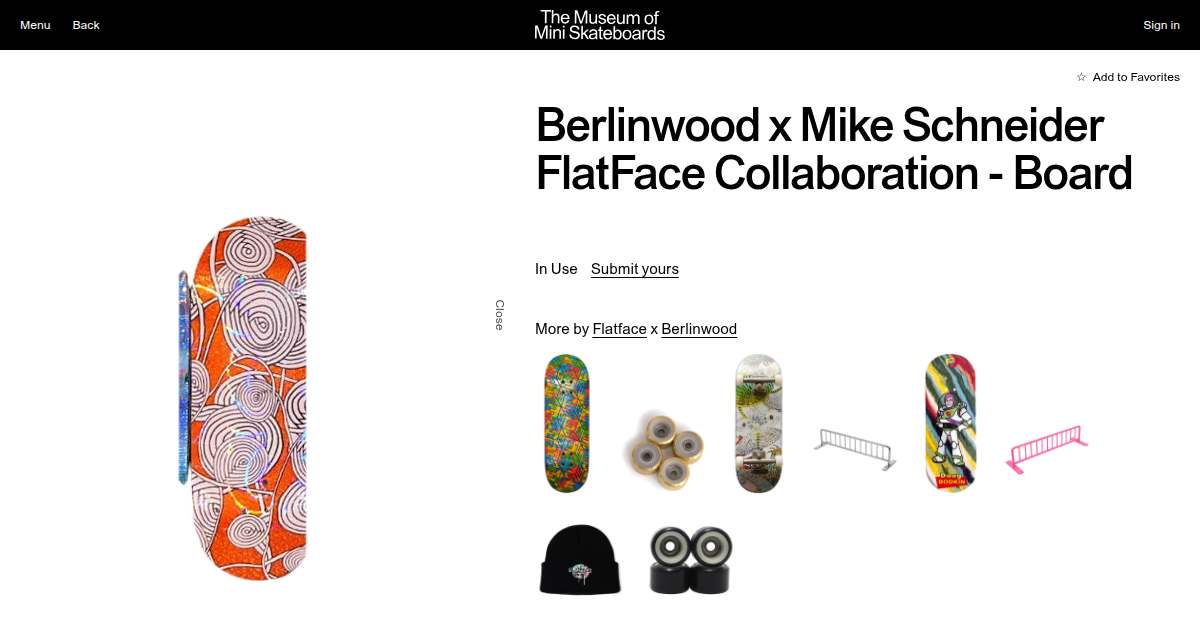 Menu
Back
The Museum of
Mini Skateboards
Sign in
☆ Add to Favorites
Berlinwood x Mike Schneider
FlatFace Collaboration - Board
In Use
Submit yours
Close
More by Flatface x Berlinwood
BODKIN